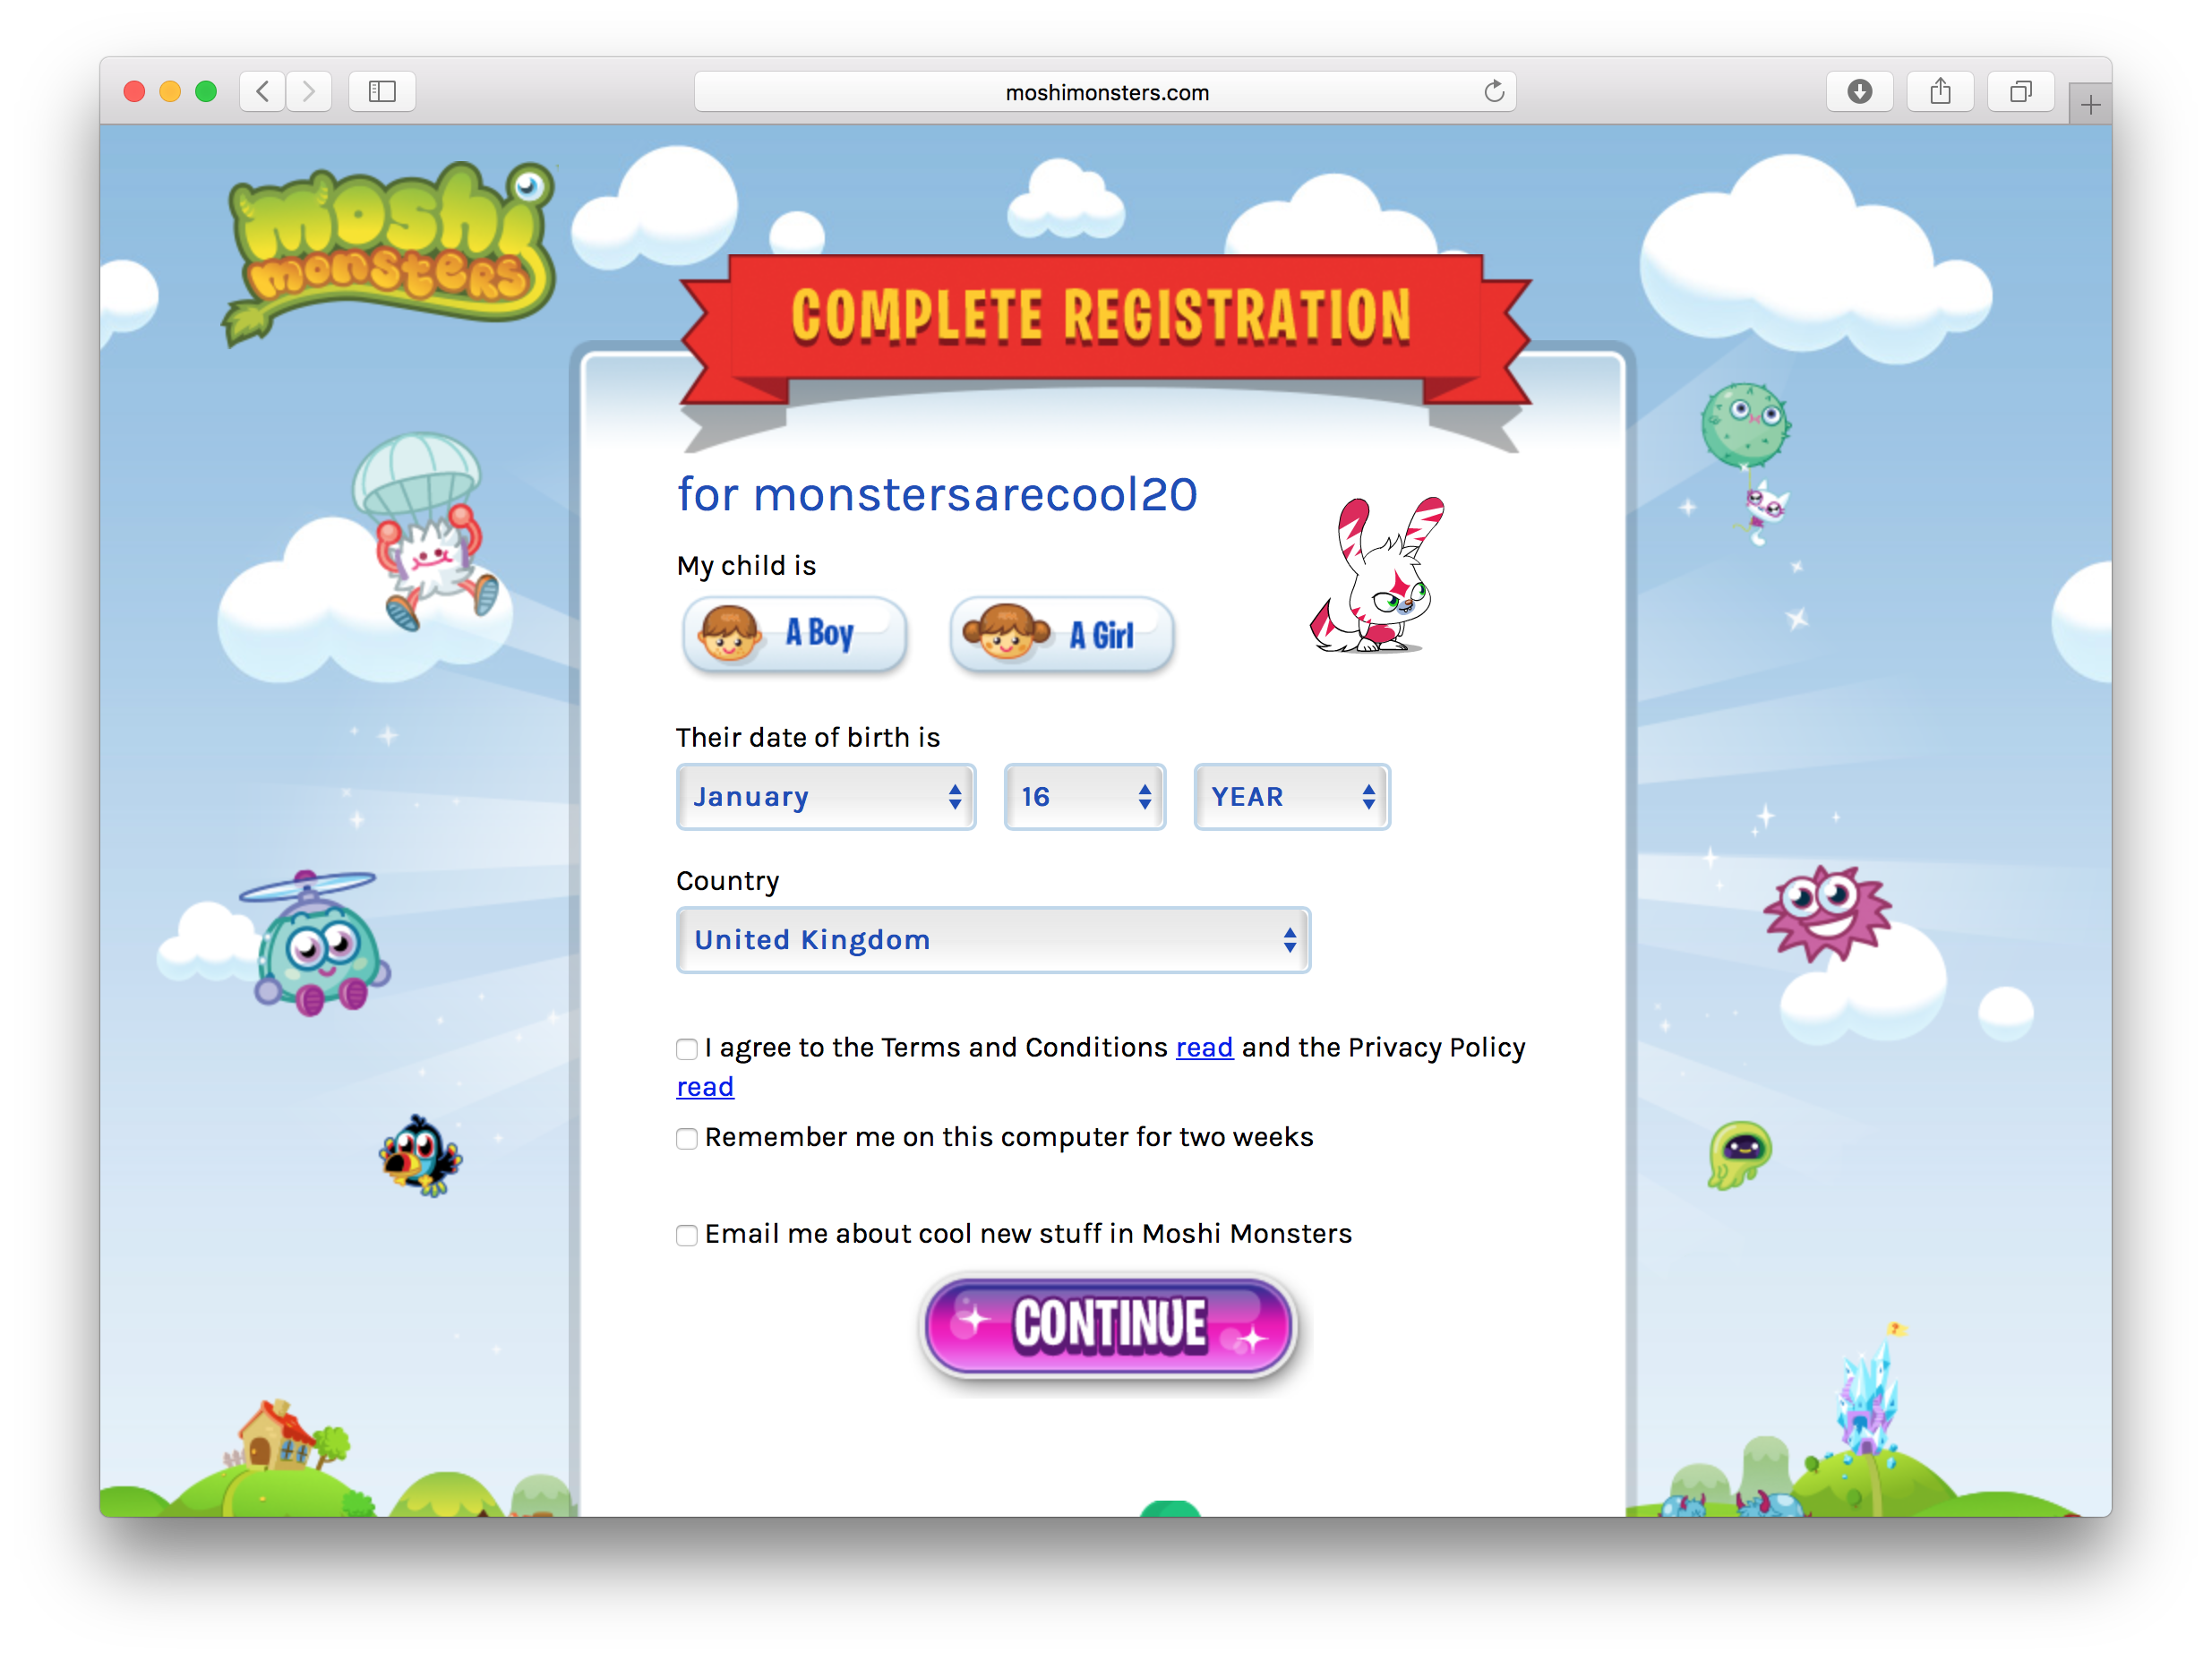 moshimonsters.com
moshi
monsters
COMPLETE REGISTRATION
for monstersarecool20
My child is
A Boy
A Girl
Their date of birth is
January
16
YEAR
Country
United Kingdom
I agree to the Terms and Conditions read and the Privacy Policy
read
Remember me on this computer for two weeks
Email me about cool new stuff in Moshi Monsters
CONTINUE